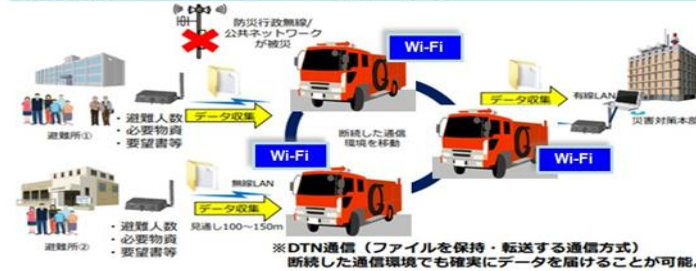 防災行政無線/
公共ネットワーク
が被災
Wi-Fi
・避難人数
・必要物資
・要望書等
データ収集
避難所①
データ収集
有線LAN
災害対策本部
断続した通信
環境を移動
Wi-Fi
Wi-Fi
無線LAN
データ収集
見通し100～150m
・避難人数
・必要物資
・要望書等
避難所②
※DTN通信（ファイルを保持・転送する通信方式）
断続した通信環境でも確実にデータを届けることが可能。